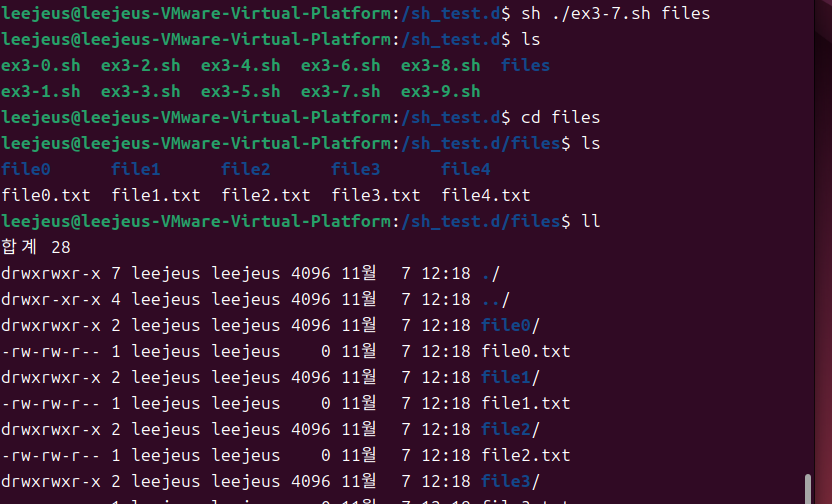 leejeus@leejeus-VMware-Virtual-Platform:/sh_test.d$ sh ./ex3-7.sh files
leejeus@leejeus-VMware-Virtual-Platform:/sh_test.d$ ls
ex3-0.sh  ex3-2.sh  ex3-4.sh  ex3-6.sh  ex3-8.sh  files
ex3-1.sh  ex3-3.sh  ex3-5.sh  ex3-7.sh  ex3-9.sh
leejeus@leejeus-VMware-Virtual-Platform:/sh_test.d$ cd files
leejeus@leejeus-VMware-Virtual-Platform:/sh_test.d/files$ ls
file0      file1      file2      file3      file4
file0.txt  file1.txt  file2.txt  file3.txt  file4.txt
leejeus@leejeus-VMware-Virtual-Platform:/sh_test.d/files$ ll
합계 28
drwxrwxr-x 7 leejeus leejeus 4096 11월  7 12:18 ./
drwxr-xr-x 4 leejeus leejeus 4096 11월  7 12:18 ../
drwxrwxr-x 2 leejeus leejeus 4096 11월  7 12:18 file0/
-rw-rw-r-- 1 leejeus leejeus    0 11월  7 12:18 file0.txt
drwxrwxr-x 2 leejeus leejeus 4096 11월  7 12:18 file1/
-rw-rw-r-- 1 leejeus leejeus    0 11월  7 12:18 file1.txt
drwxrwxr-x 2 leejeus leejeus 4096 11월  7 12:18 file2/
-rw-rw-r-- 1 leejeus leejeus    0 11월  7 12:18 file2.txt
drwxrwxr-x 2 leejeus leejeus 4096 11월  7 12:18 file3/